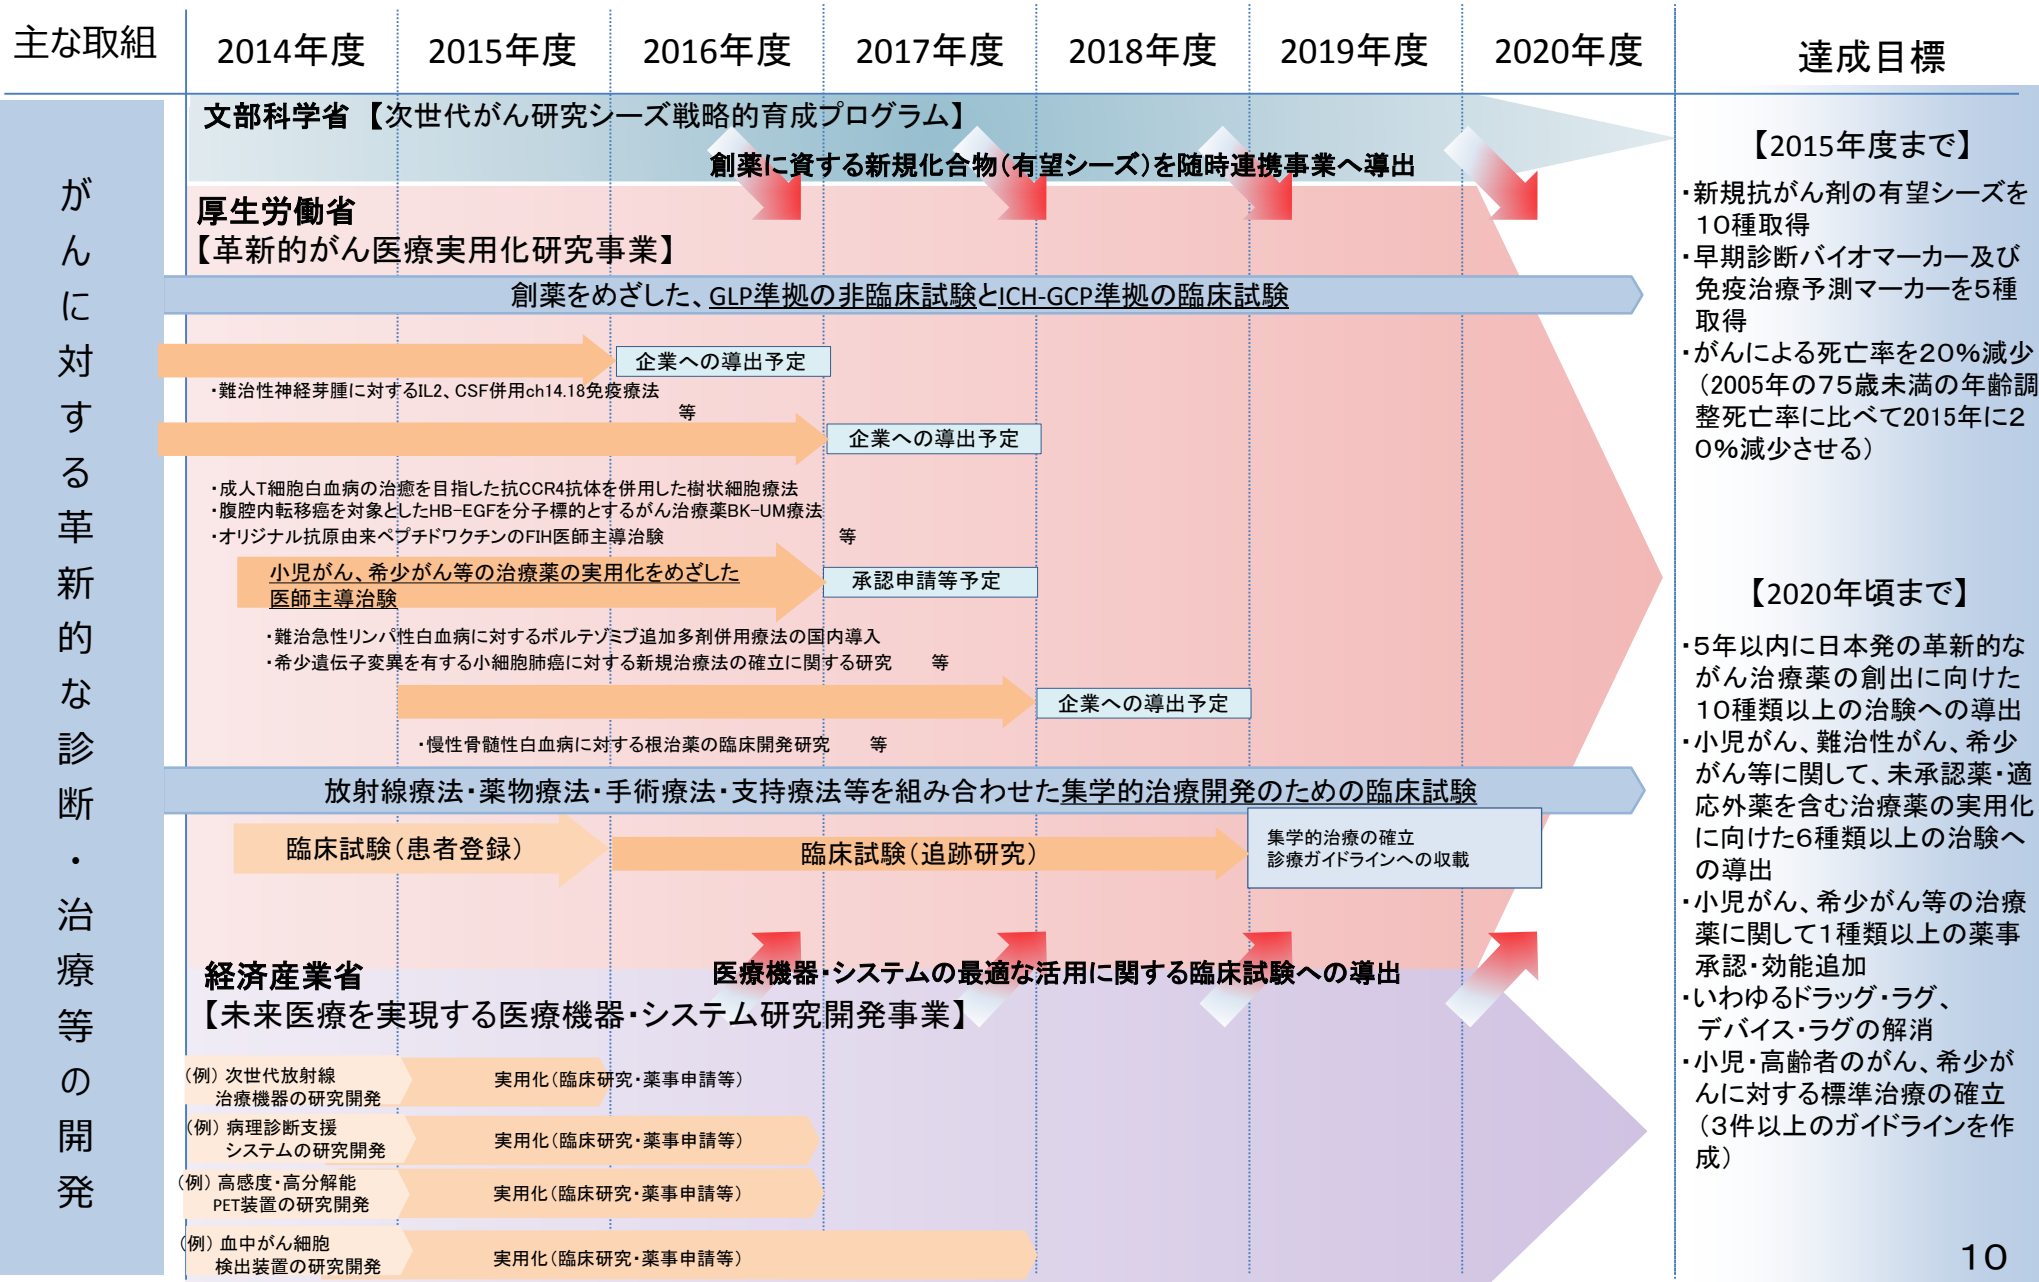 主な取組
2014年度
2015年度
2016年度
2017年度
2018年度
2019年度
2020年度
達成目標
がんに対する革新的な診断・治療等の開発
文部科学省 【次世代がん研究シーズ戦略的育成プログラム】
創薬に資する新規化合物(有望シーズ)を随時連携事業へ導出
厚生労働省
【革新的がん医療実用化研究事業】
創薬をめざした、GLP準拠の非臨床試験とICH-GCP準拠の臨床試験
企業への導出予定
・難治性神経芽腫に対するIL2、CSF併用ch14.18免疫療法
等
企業への導出予定
・成人T細胞白血病の治癒を目指した抗CCR4抗体を併用した樹状細胞療法
・腹腔内転移癌を対象としたHB-EGFを分子標的とするがん治療薬BK-UM療法
・オリジナル抗原由来ペプチドワクチンのFIH医師主導治験 等
小児がん、希少がん等の治療薬の実用化をめざした
医師主導治験
承認申請等予定
・難治急性リンパ性白血病に対するボルテゾミブ追加多剤併用療法の国内導入
・希少遺伝子変異を有する小細胞肺癌に対する新規治療法の確立に関する研究 等
企業への導出予定
・慢性骨髄性白血病に対する根治薬の臨床開発研究 等
放射線療法・薬物療法・手術療法・支持療法等を組み合わせた集学的治療開発のための臨床試験
臨床試験(患者登録)
臨床試験(追跡研究)
集学的治療の確立
診療ガイドラインへの収載
経済産業省
医療機器・システムの最適な活用に関する臨床試験への導出
【未来医療を実現する医療機器・システム研究開発事業】
(例) 次世代放射線
治療機器の研究開発
実用化(臨床研究・薬事申請等)
(例) 病理診断支援
システムの研究開発
実用化(臨床研究・薬事申請等)
(例) 高感度・高分解能
PET装置の研究開発
実用化(臨床研究・薬事申請等)
(例) 血中がん細胞
検出装置の研究開発
実用化(臨床研究・薬事申請等)
【2015年度まで】
・新規抗がん剤の有望シーズを
10種取得
・早期診断バイオマーカー及び
免疫治療予測マーカーを5種
取得
・がんによる死亡率を20%減少
(2005年の75歳未満の年齢調
整死亡率に比べて2015年に2
0%減少させる)
【2020年頃まで】
・5年以内に日本発の革新的な
がん治療薬の創出に向けた
10種類以上の治験への導出
・小児がん、難治性がん、希少
がん等に関して、未承認薬・適
応外薬を含む治療薬の実用化
に向けた6種類以上の治験へ
の導出
・小児がん、希少がん等の治療
薬に関して1種類以上の薬事
承認・効能追加
・いわゆるドラッグ・ラグ、
デバイス・ラグの解消
・小児・高齢者のがん、希少が
んに対する標準治療の確立
(3件以上のガイドラインを作
成)
10